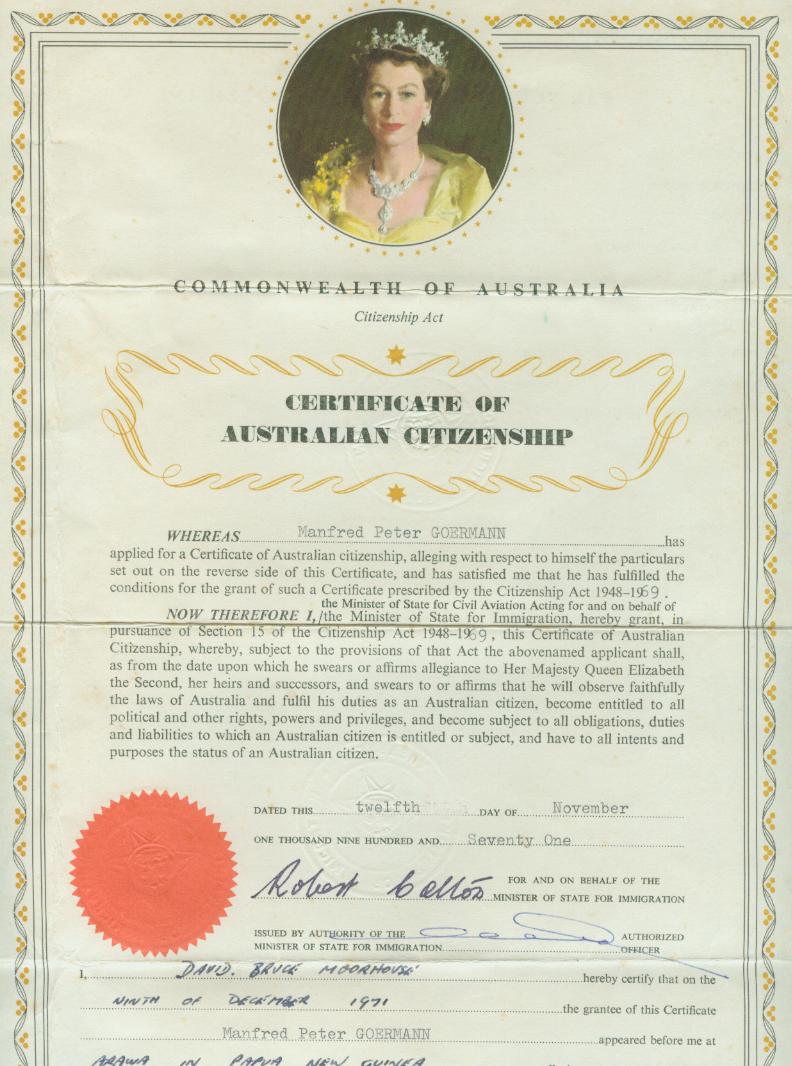 COMMONWEALTH OF AUSTRALIA
Citizenship Act
CERTIFICATE OF
AUSTRALIAN CITIZENSHIP
WHEREAS Manfred Peter GOERMANN has
applied for a Certificate of Australian citizenship, alleging with respect to himself the particulars
set out on the reverse side of this Certificate, and has satisfied me that he has fulfilled the
conditions for the grant of such a Certificate prescribed by the Citizenship Act 1948-1969.
the Minister of State for Civil Aviation Acting for and on behalf of
NOW THEREFORE I,/the Minister of State for Immigration, hereby grant, in
pursuance of Section 15 of the Citizenship Act 1948-1969, this Certificate of Australian
Citizenship, whereby, subject to the provisions of that Act the abovenamed applicant shall,
as from the date upon which he swears or affirms allegiance to Her Majesty Queen Elizabeth
the Second, her heirs and successors, and swears to or affirms that he will observe faithfully
the laws of Australia and fulfil his duties as an Australian citizen, become entitled to all
political and other rights, powers and privileges, and become subject to all obligations, duties
and liabilities to which an Australian citizen is entitled or subject, and have to all intents and
purposes the status of an Australian citizen.
DATED THIS twelfth DAY OF November
ONE THOUSAND NINE HUNDRED AND Seventy One
FOR AND ON BEHALF OF THE
Robert Cotton MINISTER OF STATE FOR IMMIGRATION
ISSUED BY AUTHORITY OF THE AUTHORIZED
MINISTER OF STATE FOR IMMIGRATION OFFICER
I, DAVID. BRUCE MOORHOUSE hereby certify that on the
NINTH OF DECEMBER 1971 the grantee of this Certificate
Manfred Peter GOERMANN appeared before me at
ARAWA IN PAPUA NEW GUINEA